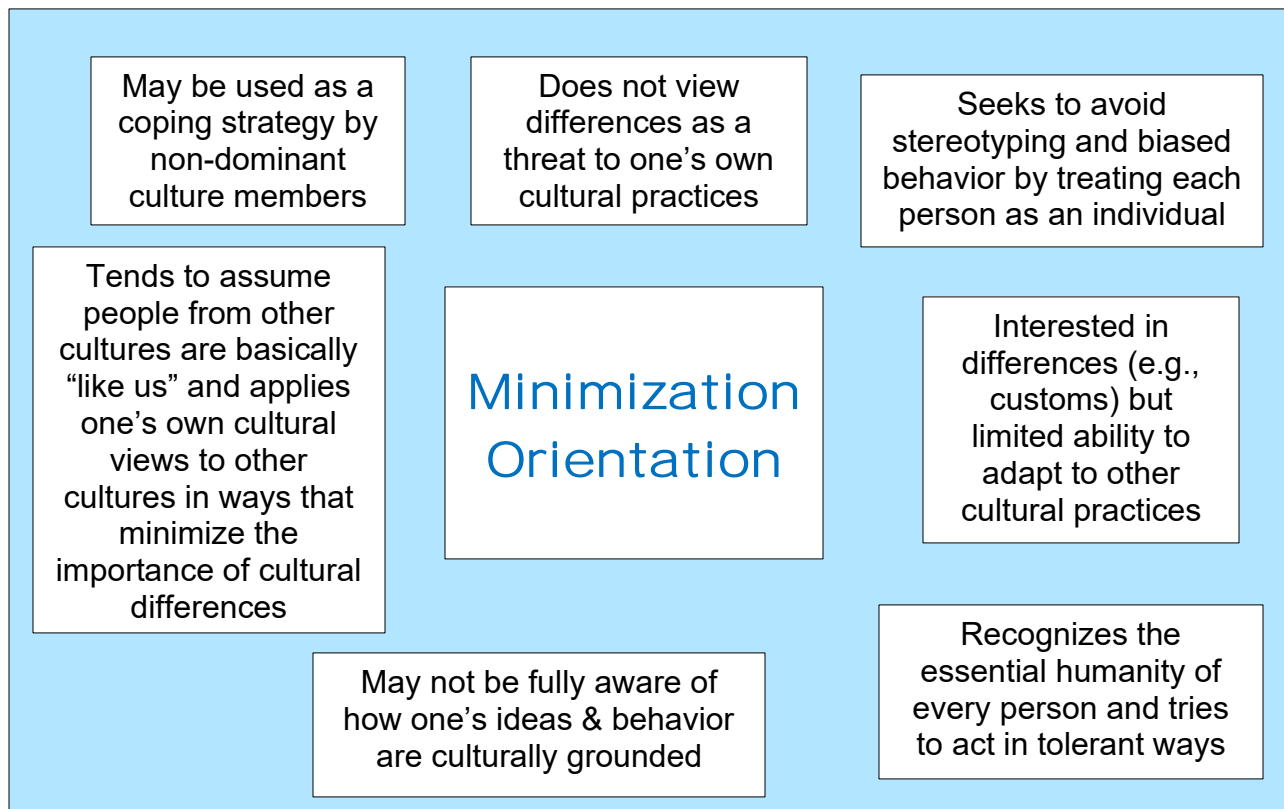 May be used as a
coping strategy by
non-dominant
culture members
Does not view
differences as a
threat to one’s own
cultural practices
Seeks to avoid
stereotyping and biased
behavior by treating each
person as an individual
Tends to assume
people from other
cultures are basically
“like us” and applies
one’s own cultural
views to other
cultures in ways that
minimize the
importance of cultural
differences
Minimization
Orientation
Interested in
differences (e.g.,
customs) but
limited ability to
adapt to other
cultural practices
May not be fully aware of
how one’s ideas & behavior
are culturally grounded
Recognizes the
essential humanity of
every person and tries
to act in tolerant ways